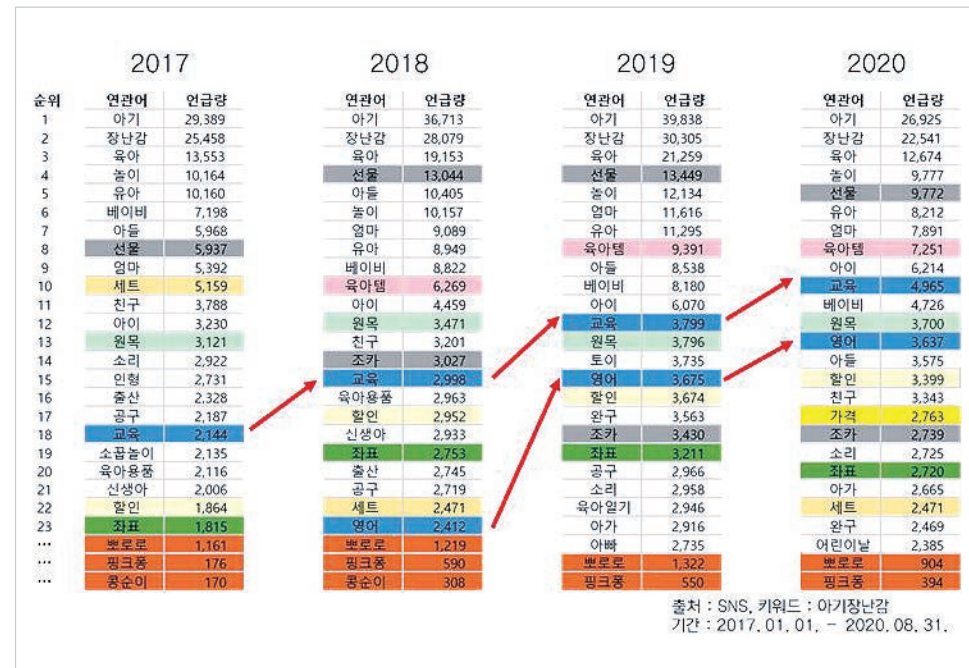 2017 2018 2019 2020
순위 연관어 언급량 연관어 언급량 연관어 언급량 연관어 언급량
1 아기 29,389 아기 36,713 아기 39,838 아기 26,925
2 장난감 25,458 장난감 28,079 장난감 30,305 장난감 22,541
3 육아 13,553 육아 19,153 육아 21,259 육아 12,674
4 놀이 10,164 선물 13,044 선물 13,449 놀이 9,777
5 유아 10,160 아들 10,405 놀이 12,134 선물 9,772
6 베이비 7,198 놀이 10,157 엄마 11,616 유아 8,212
7 아들 5,968 엄마 9,089 유아 11,295 엄마 7,891
8 선물 5,937 유아 8,949 육아템 9,391 육아템 7,251
9 엄마 5,392 베이비 8,822 아들 8,538 아이 6,214
10 세트 5,159 육아템 6,269 베이비 8,180 교육 4,965
11 친구 3,788 아이 4,459 아이 6,070 베이비 4,726
12 아이 3,230 원목 3,471 교육 3,799 원목 3,700
13 원목 3,121 친구 3,201 원목 3,796 영어 3,637
14 소리 2,922 조카 3,027 토이 3,735 아들 3,575
15 인형 2,731 교육 2,998 영어 3,675 할인 3,399
16 출산 2,328 육아용품 2,963 할인 3,674 친구 3,343
17 공구 2,187 할인 2,952 완구 3,563 가격 2,763
18 교육 2,144 신생아 2,933 조카 3,430 조카 2,739
19 소꿉놀이 2,135 좌표 2,753 좌표 3,211 소리 2,725
20 육아용품 2,116 출산 2,745 공구 2,966 좌표 2,720
21 신생아 2,006 공구 2,719 소리 2,958 아가 2,665
22 할인 1,864 세트 2,471 육아일기 2,946 세트 2,471
23 좌표 1,815 영어 2,412 아가 2,916 완구 2,469
… 뽀로로 1,161 뽀로로 1,219 아빠 2,735 어린이날 2,385
… 핑크퐁 176 핑크퐁 590 뽀로로 1,322 뽀로로 904
… 콩순이 170 콩순이 308 핑크퐁 550 핑크퐁 394
출처 : SNS, 키워드 : 아기장난감
기간 : 2017. 01. 01. - 2020. 08. 31.